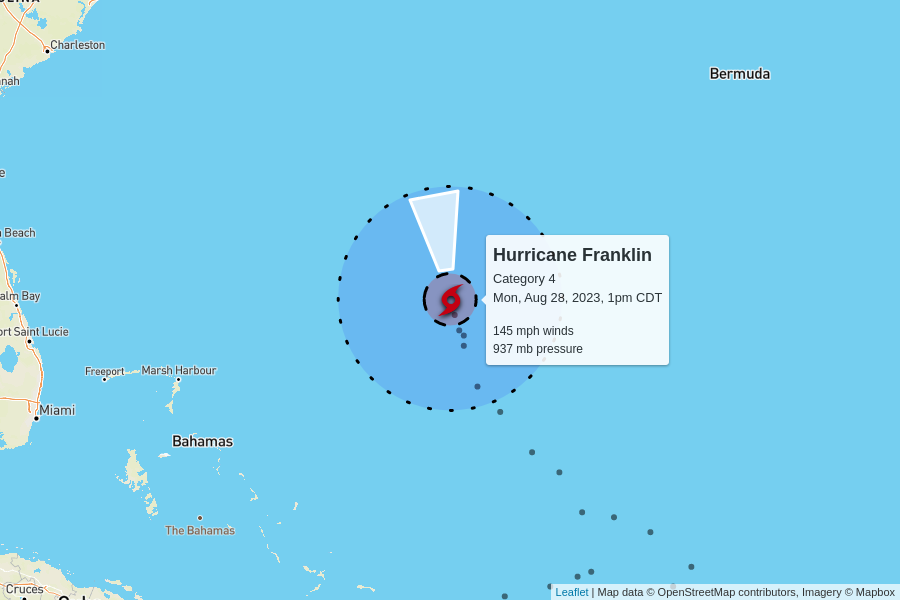 Charleston
nah
Bermuda
e
Beach
alm Bay
ort Saint Lucie
Hurricane Franklin
Category 4
Mon, Aug 28, 2023, 1pm CDT
145 mph winds
937 mb pressure
Freeport
Marsh Harbour
Miami
Bahamas
The Bahamas
Cruces
Leaflet | Map data © OpenStreetMap contributors, Imagery © Mapbox